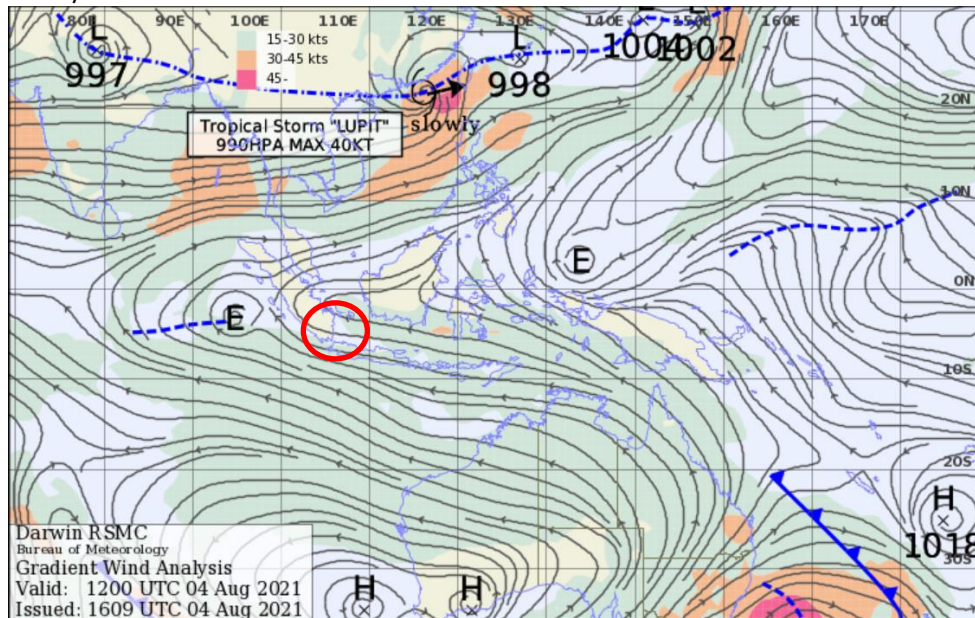 80E 90E 100E 110E 120E 130E 140E 150E 160E 170E
L
997
15-30 kts
30-45 kts
45-
L
998
1004
1002
20N
slowly
Tropical Storm "LUPIT"
990HPA MAX 40KT
10N
E
0N
E
10S
20S
H
1018
30S
H
H
Darwin RSMC
Bureau of Meteorology
Gradient Wind Analysis
Valid: 1200 UTC 04 Aug 2021
Issued: 1609 UTC 04 Aug 2021